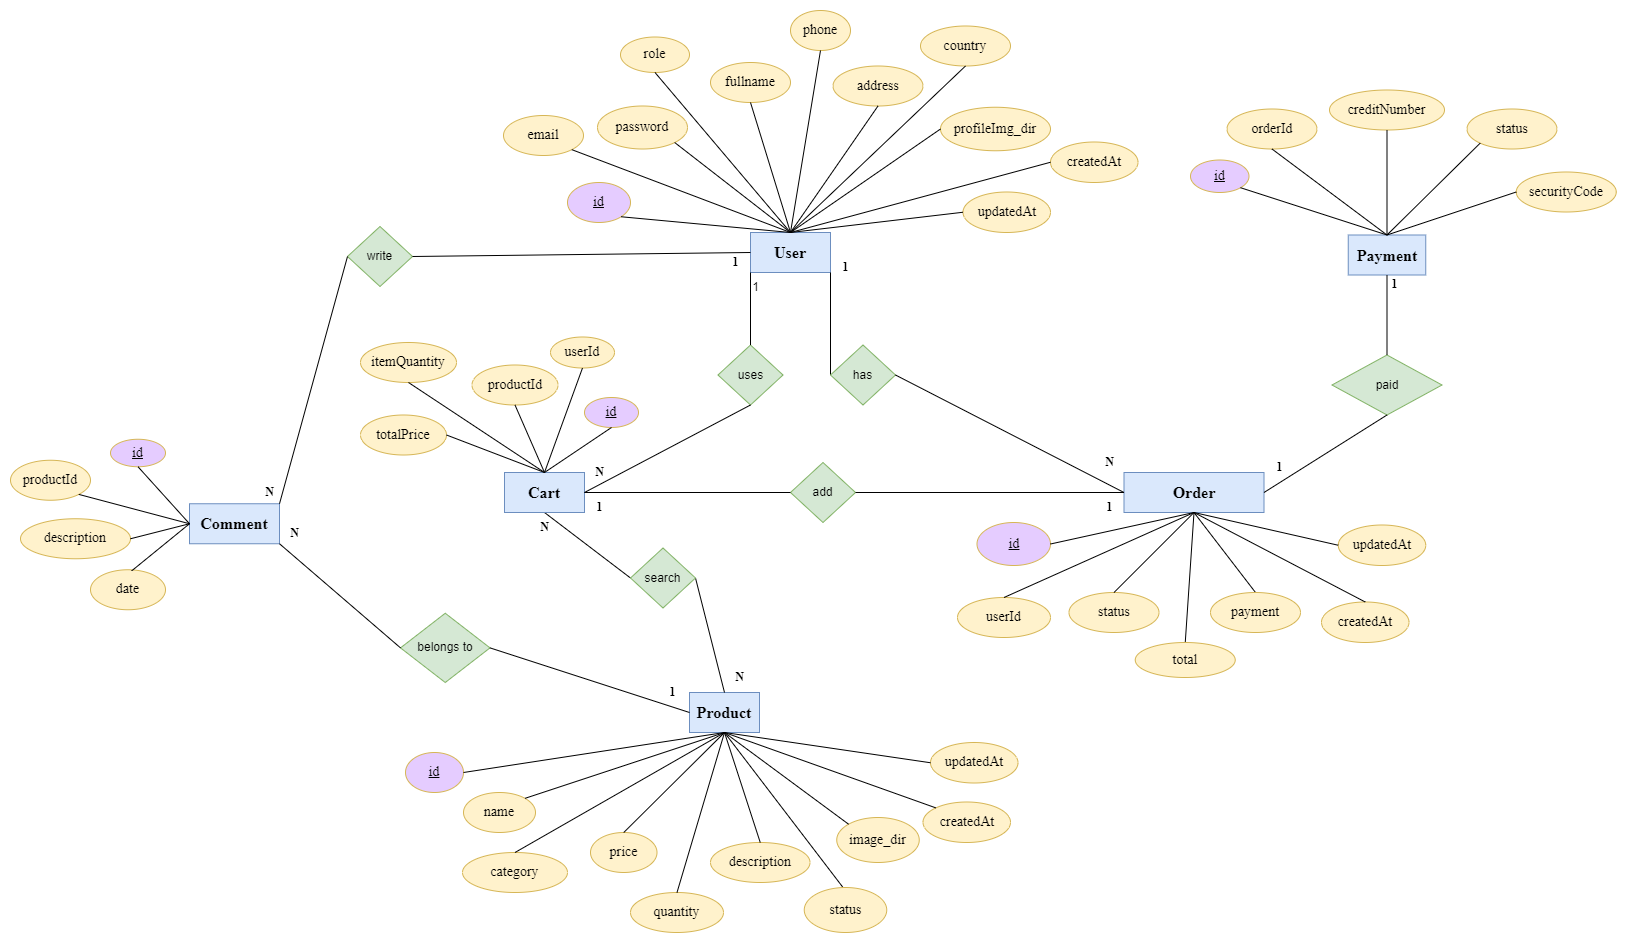 phone
country
role
fullname
address
creditNumber
password
profileImg_dir
orderId
status
email
createdAt
id
securityCode
id
updatedAt
User
write
1
1
Payment
1
1
itemQuantity
userId
uses
has
paid
productId
id
totalPrice
id
N
N
1
productId
N
Cart
add
Order
1
1
Comment
N
N
description
id
updatedAt
search
date
status
payment
userId
createdAt
belongs to
total
N
1
Product
id
updatedAt
name
createdAt
image_dir
price
description
category
quantity
status